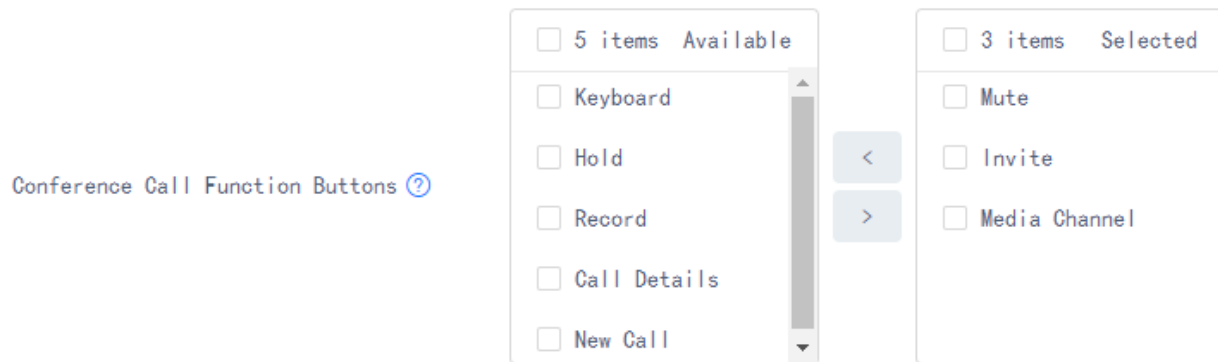 5 items Available
Keyboard
Hold
Record
Call Details
New Call
Conference Call Function Buttons ?
<
>
3 items Selected
Mute
Invite
Media Channel